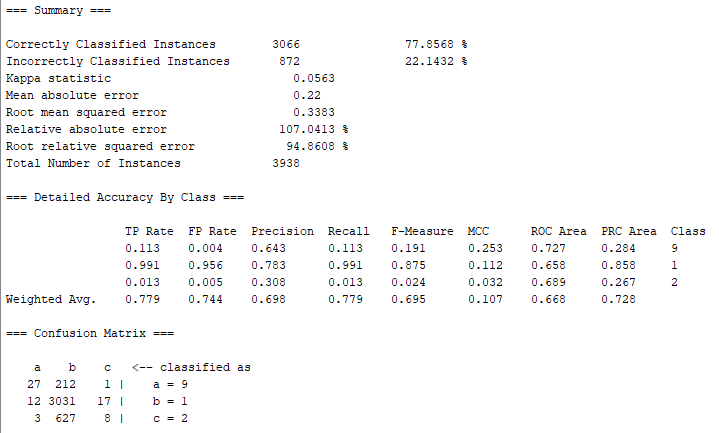 === Summary ===
Correctly Classified Instances 3066 77.8568 %
Incorrectly Classified Instances 872 22.1432 %
Kappa statistic 0.0563
Mean absolute error 0.22
Root mean squared error 0.3383
Relative absolute error 107.0413 %
Root relative squared error 94.8608 %
Total Number of Instances 3938
=== Detailed Accuracy By Class ===
TP Rate FP Rate Precision Recall F-Measure MCC ROC Area PRC Area Class
0.113 0.004 0.643 0.113 0.191 0.253 0.727 0.284 9
0.991 0.956 0.783 0.991 0.875 0.112 0.658 0.858 1
0.013 0.005 0.308 0.013 0.024 0.032 0.689 0.267 2
Weighted Avg. 0.779 0.744 0.698 0.779 0.695 0.107 0.668 0.728
=== Confusion Matrix ===
a b c <-- classified as
27 212 1 | a = 9
12 3031 17 | b = 1
3 627 8 | c = 2